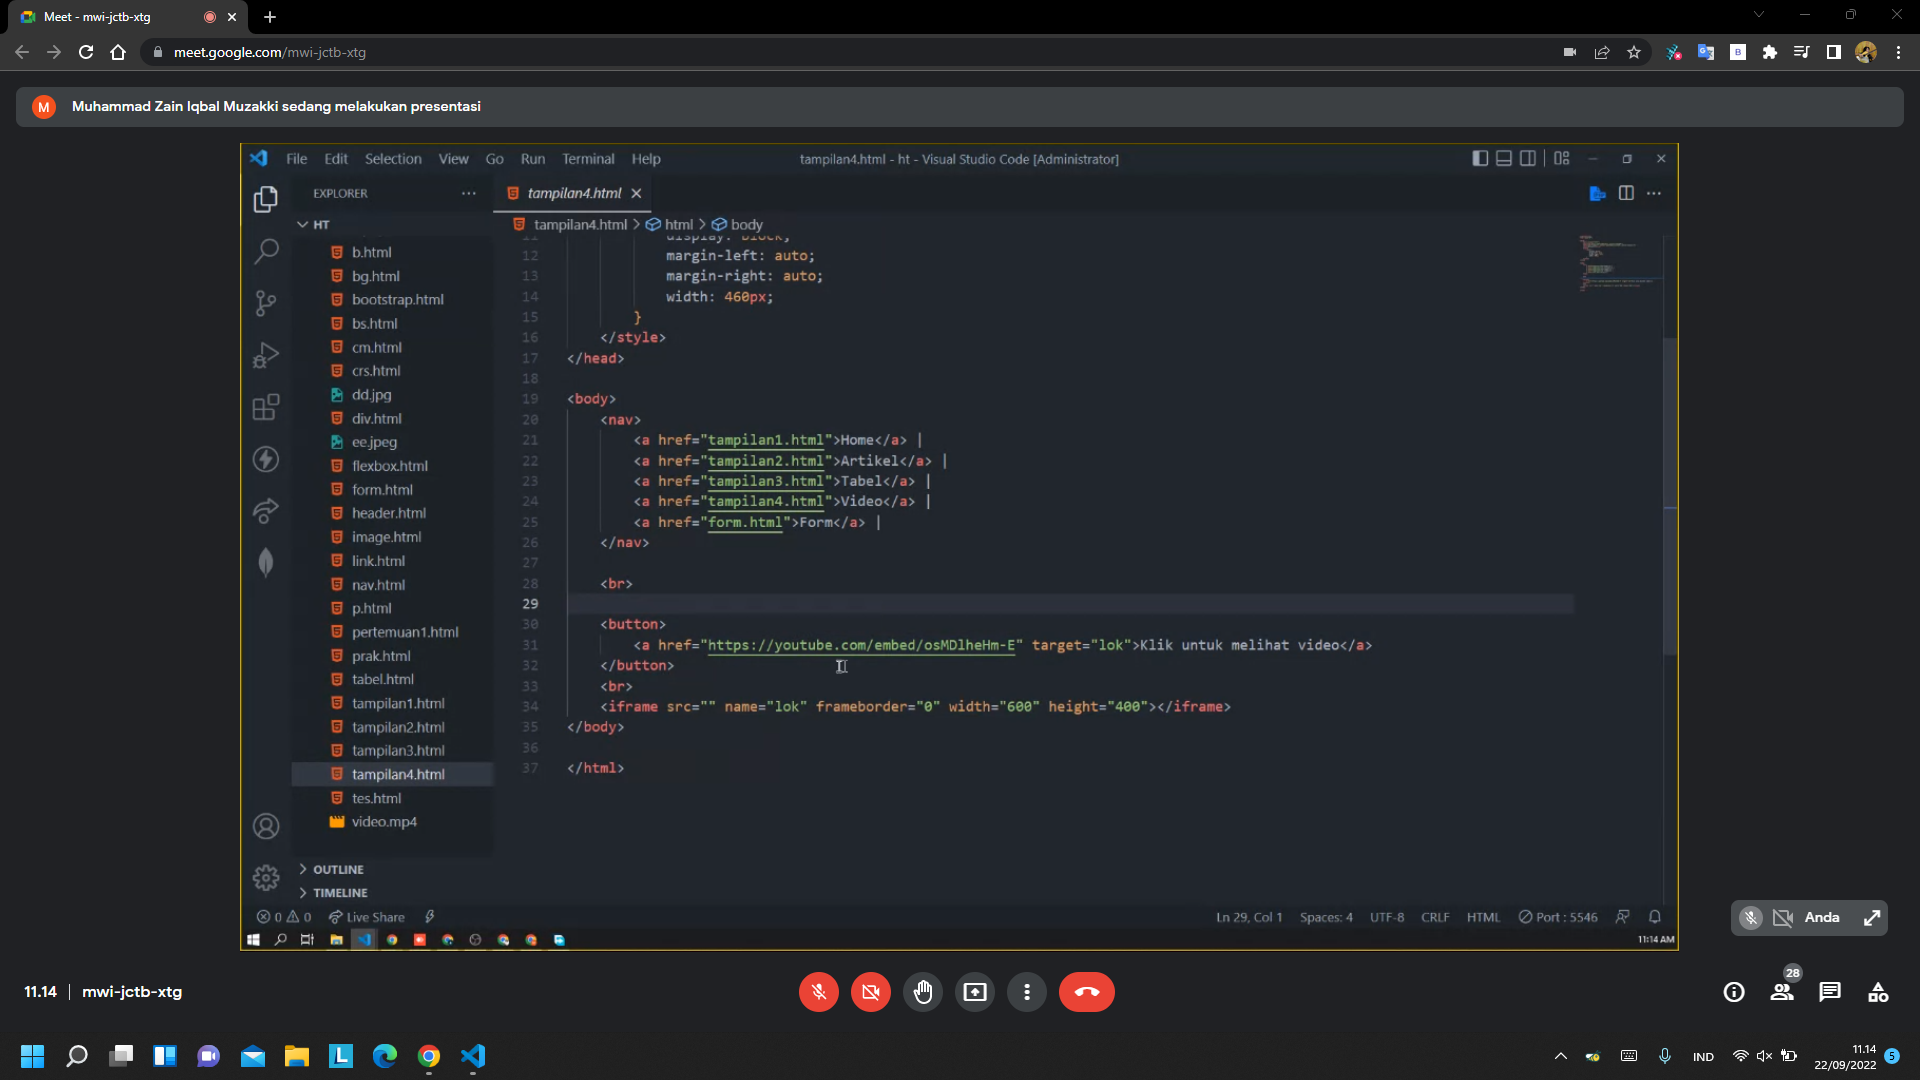 Meet - mwi-jctb-xtg
meet.google.com/mwi-jctb-xtg
M Muhammad Zain Iqbal Muzakki sedang melakukan presentasi
File Edit Selection View Go Run Terminal Help tampilan4.html - ht - Visual Studio Code [Administrator]
EXPLORER
HT
b.html
bg.html
bootstrap.html
bs.html
cm.html
crs.html
dd.jpg
div.html
ee.jpeg
flexbox.html
form.html
header.html
image.html
link.html
nav.html
p.html
pertemuan1.html
prak.html
tabel.html
tampilan1.html
tampilan2.html
tampilan3.html
tampilan4.html
tes.html
video.mp4
OUTLINE
TIMELINE
tampilan4.html
tampilan4.html > html > body
11 display: block;
12 margin-left: auto;
13 margin-right: auto;
14 width: 460px;
15 }
16 </style>
17 </head>
18
19 <body>
20 <nav>
21 <a href="tampilan1.html">Home</a> |
22 <a href="tampilan2.html">Artikel</a> |
23 <a href="tampilan3.html">Tabel</a> |
24 <a href="tampilan4.html">Video</a> |
25 <a href="form.html">Form</a> |
26 </nav>
27
28 <br>
29
30 <button>
31 <a href="https://youtube.com/embed/osMDlheHm-E" target="lok">Klik untuk melihat video</a>
32 </button>
33 <br>
34 <iframe src="" name="lok" frameborder="0" width="600" height="400"></iframe>
35 </body>
36
37 </html>
0 0 Live Share Ln 29, Col 1 Spaces: 4 UTF-8 CRLF HTML Port : 5546
11:14 AM
Anda
11.14 | mwi-jctb-xtg
28
L
IND
11.14
22/09/2022
5